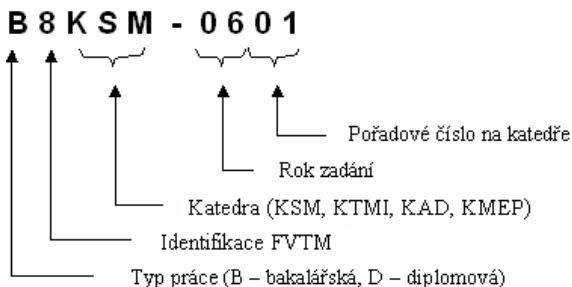 B8KSM - 0601
Pořadové číslo na katedře
Rok zadání
Katedra (KSM, KTMI, KAD, KMEP)
Identifikace FVTM
Typ práce (B – bakalářská, D – diplomová)